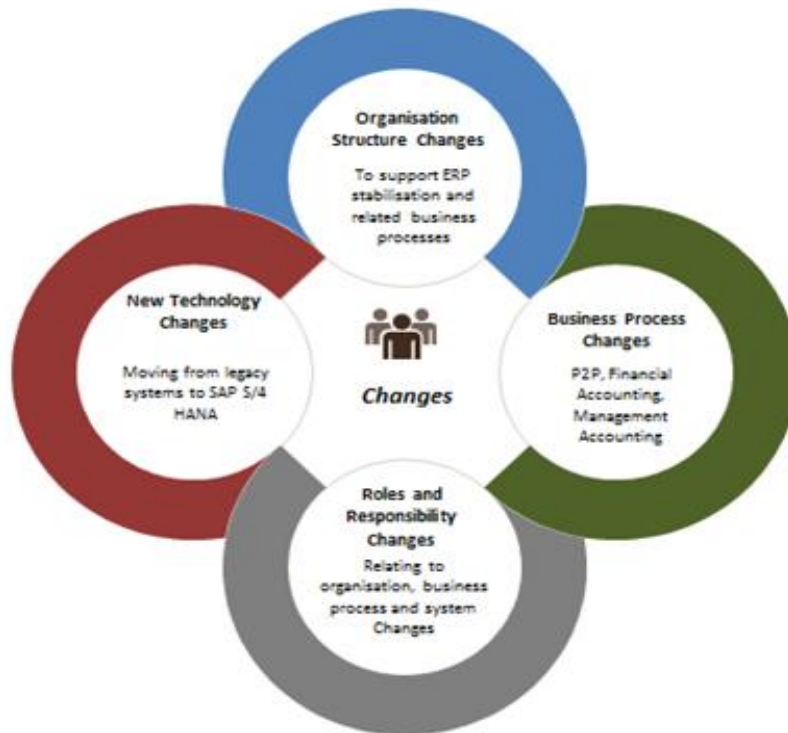 Organisation
Structure Changes
To support ERP
stabilisation and
related business
processes
New Technology
Changes
Moving from legacy
systems to SAP S/4
HANA
Changes
Business Process
Changes
P2P, Financial
Accounting,
Management
Accounting
Roles and
Responsibility
Changes
Relating to
organisation, business
process and system
Changes